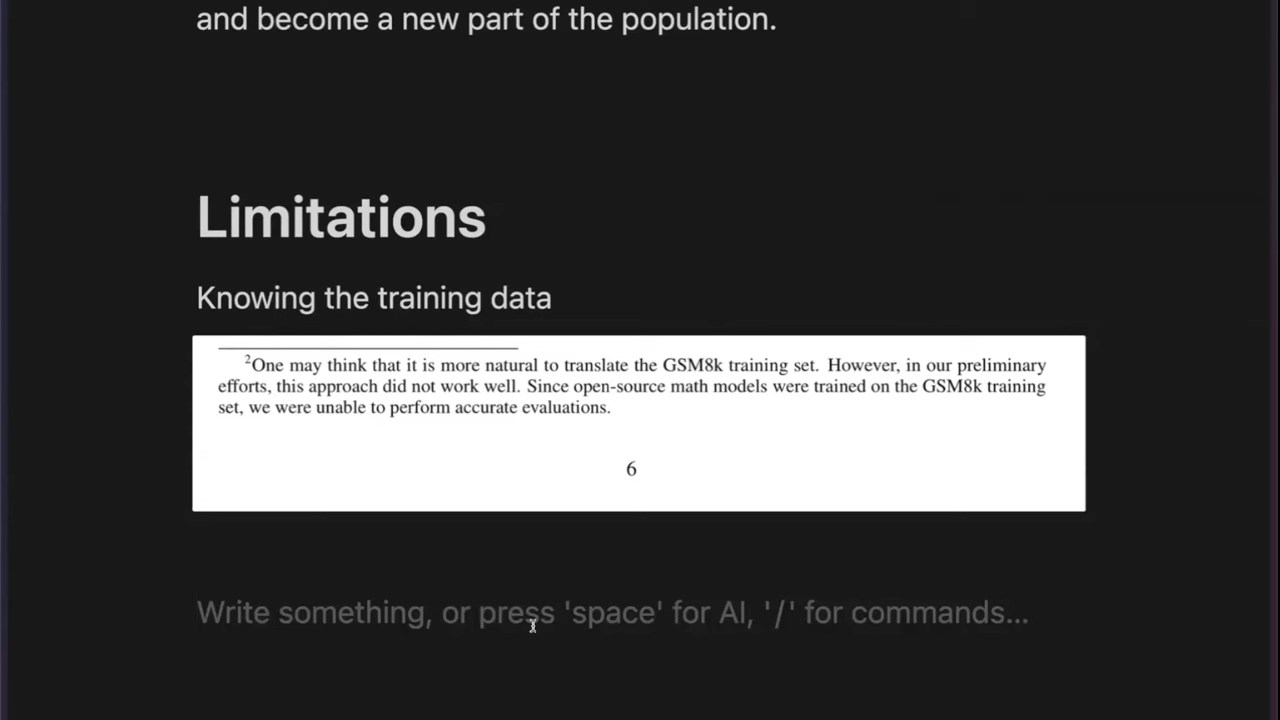 and become a new part of the population.
Limitations
Knowing the training data
²One may think that it is more natural to translate the GSM8k training set. However, in our preliminary
efforts, this approach did not work well. Since open-source math models were trained on the GSM8k training
set, we were unable to perform accurate evaluations.
6
Write something, or press 'space' for AI, '/' for commands...